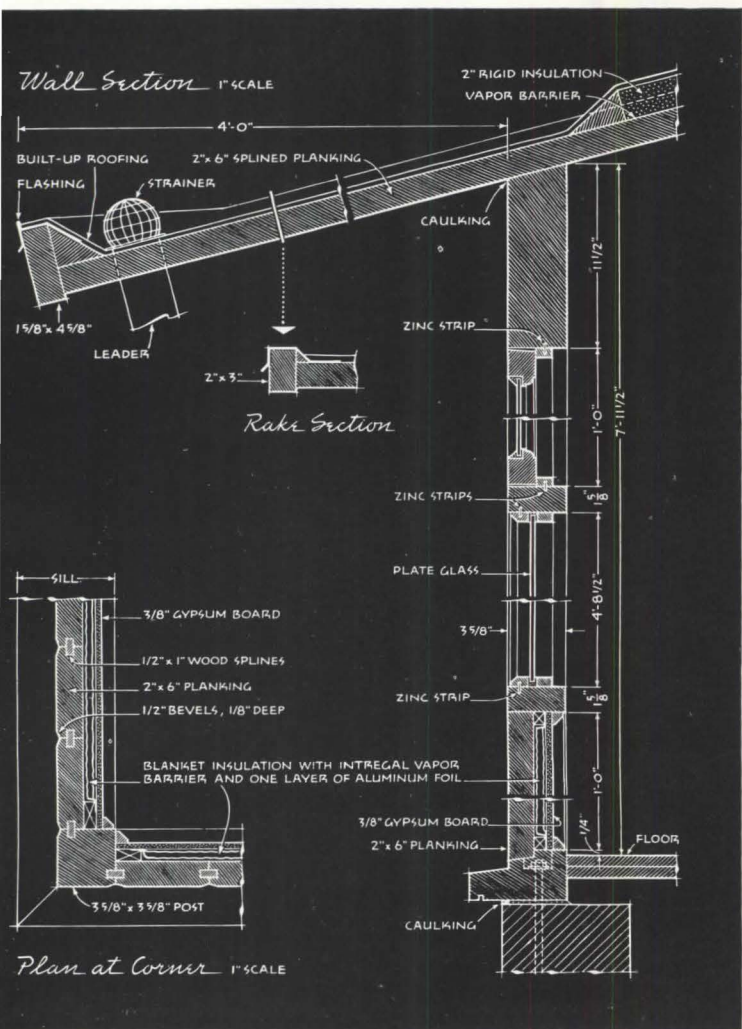 Wall Section 1" SCALE
2" RIGID INSULATION
VAPOR BARRIER
4'-0"
BUILT-UP ROOFING
2"x 6" SPLINED PLANKING
FLASHING
STRAINER
CAULKING
1 5/8"x 4 5/8"
LEADER
2"x 3"
Rake Section
11 1/2"
ZINC STRIP
1'-0"
7'-11 1/2"
ZINC STRIPS
1 5/8"
PLATE GLASS
4'-8 1/2"
3 5/8"
ZINC STRIP
1 5/8"
1'-0"
3/8" GYPSUM BOARD
1/4"
2"x 6" PLANKING
FLOOR
CAULKING
SILL
3/8" GYPSUM BOARD
1/2"x 1" WOOD SPLINES
2"x 6" PLANKING
1/2" BEVELS, 1/8" DEEP
BLANKET INSULATION WITH INTREGAL VAPOR
BARRIER AND ONE LAYER OF ALUMINUM FOIL
3 5/8"x 3 5/8" POST
Plan at Corner 1" SCALE